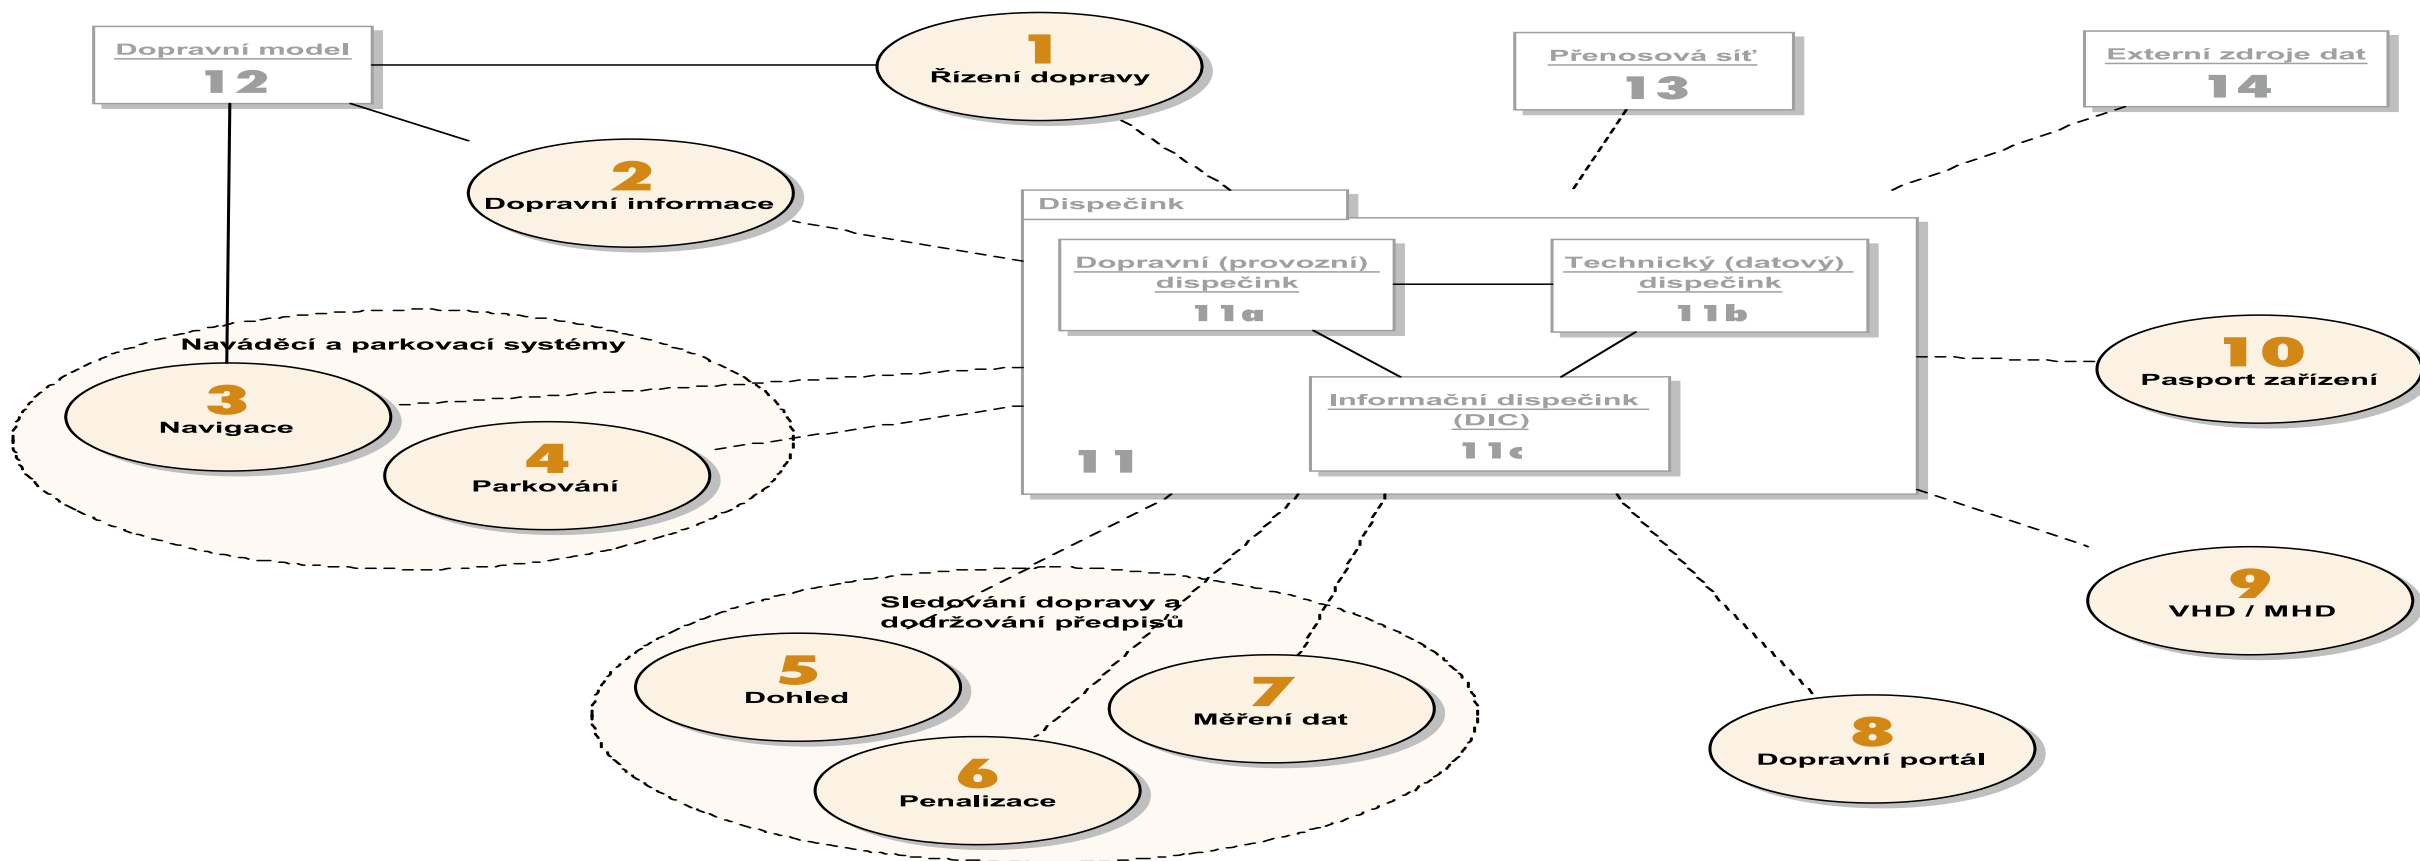 Dopravní model
12
1
Řízení dopravy
Přenosová síť
13
Externí zdroje dat
14
2
Dopravní informace
Dispečink
Dopravní (provozní)
dispečink
11a
Technický (datový)
dispečink
11b
Informační dispečink
(DIC)
11c
11
Naváděcí a parkovací systémy
3
Navigace
4
Parkování
10
Pasport zařízení
9
VHD / MHD
Sledování dopravy a
dodržování předpisů
5
Dohled
6
Penalizace
7
Měření dat
8
Dopravní portál